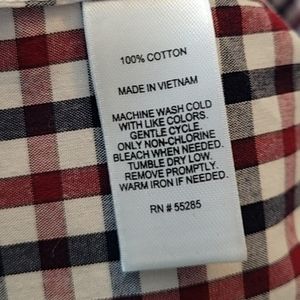 100% COTTON
MADE IN VIETNAM
MACHINE WASH COLD
WITH LIKE COLORS.
GENTLE CYCLE.
ONLY NON-CHLORINE
BLEACH WHEN NEEDED.
TUMBLE DRY LOW.
REMOVE PROMPTLY.
WARM IRON IF NEEDED.
RN # 55285